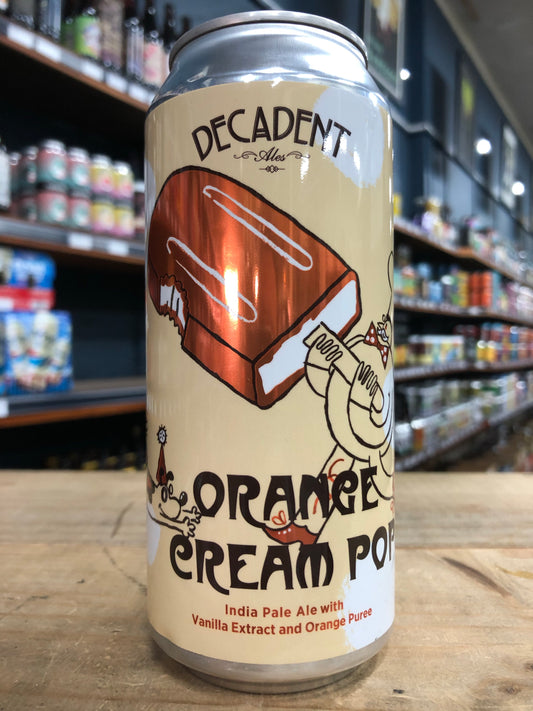 DECADENT
Ales
ORANGE
CREAM POP
India Pale Ale with
Vanilla Extract and Orange Puree